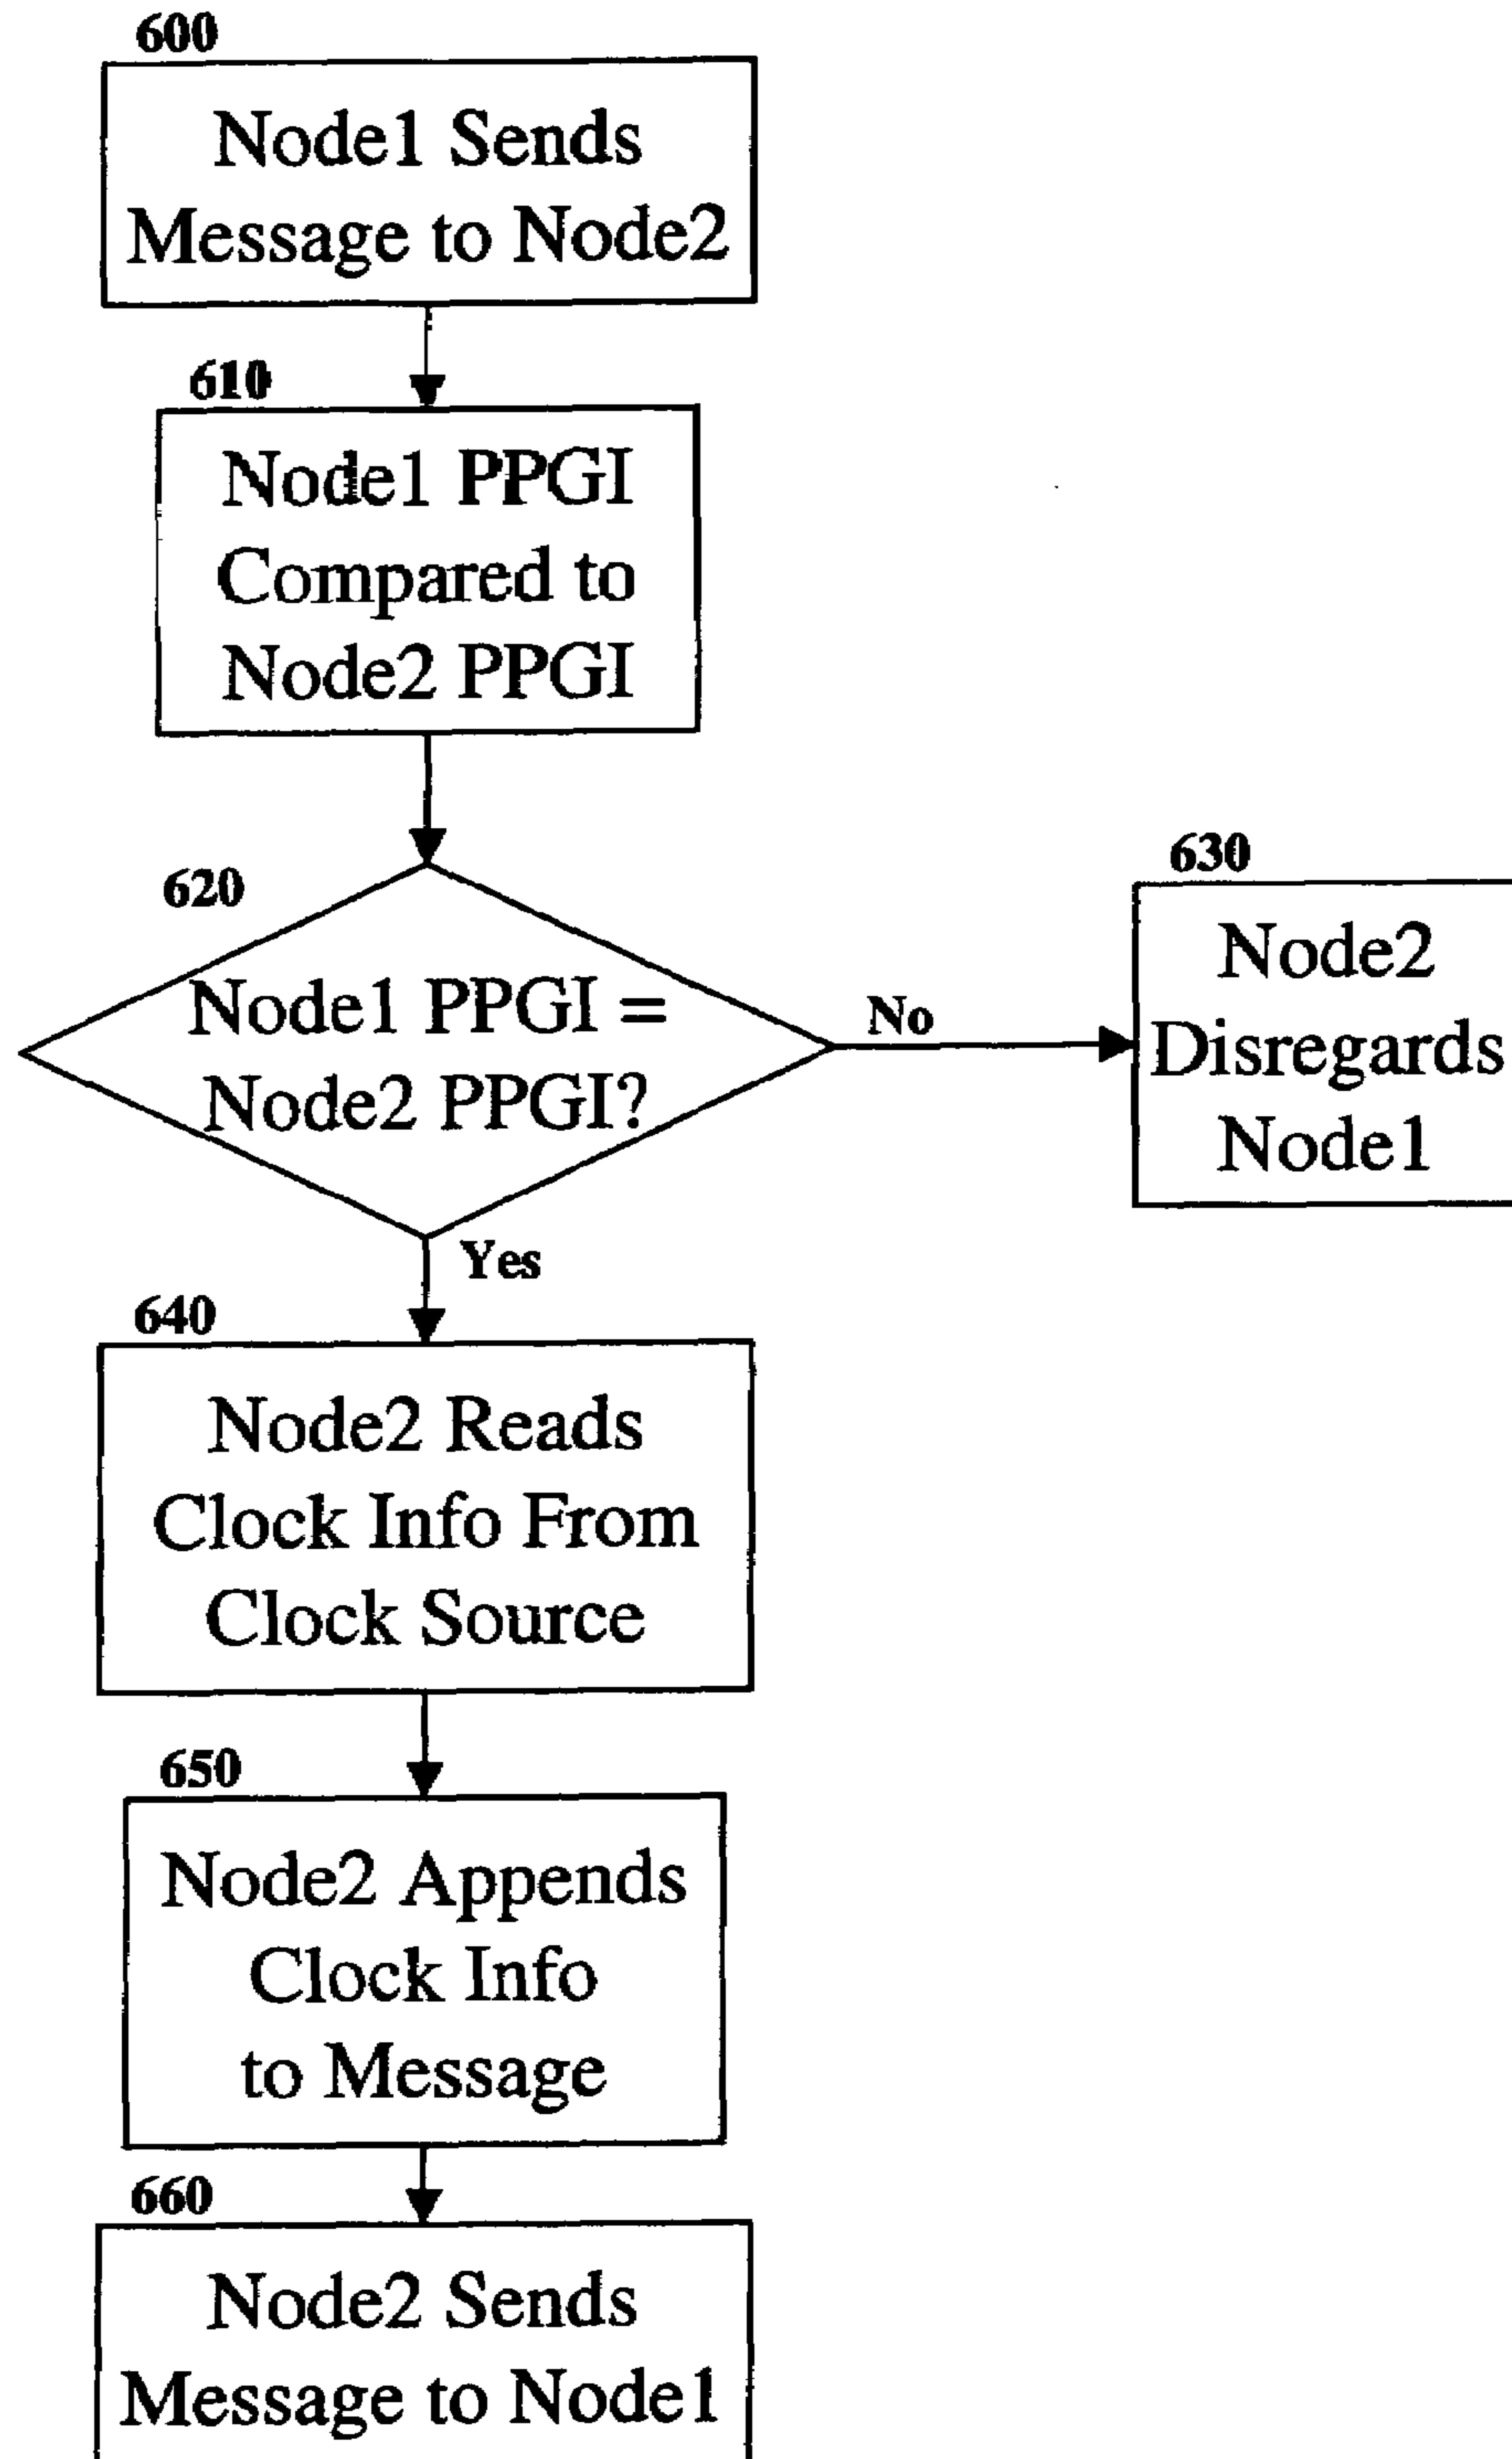 600
Node1 Sends
Message to Node2
610
Node1 PPGI
Compared to
Node2 PPGI
620
Node1 PPGI =
Node2 PPGI?
No
630
Node2
Disregards
Node1
Yes
640
Node2 Reads
Clock Info From
Clock Source
650
Node2 Appends
Clock Info
to Message
660
Node2 Sends
Message to Node1